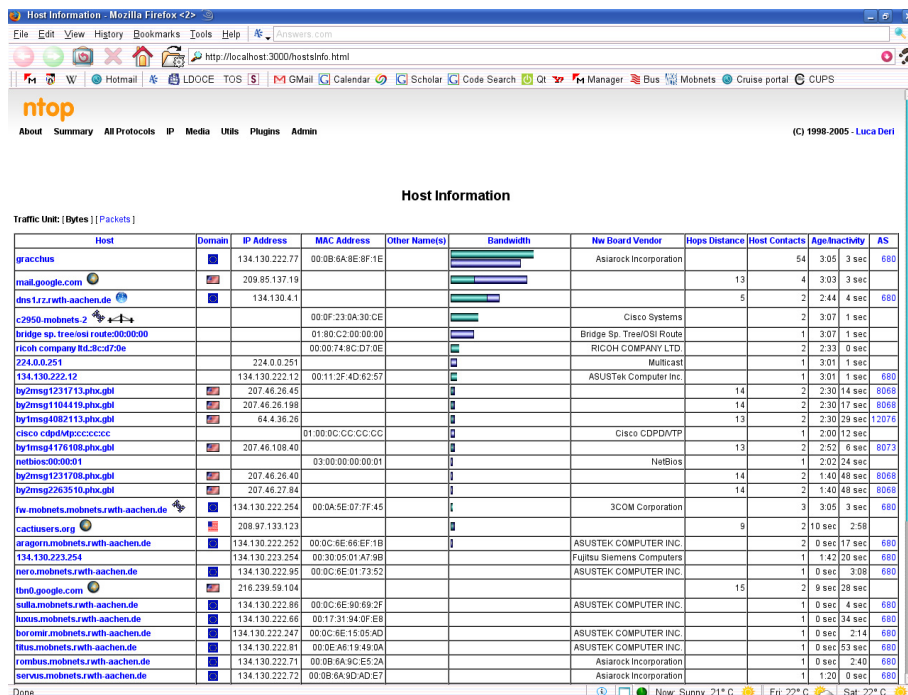 Host Information - Mozilla Firefox <2>
File Edit View History Bookmarks Tools Help Answers.com
http://localhost:3000/hostsInfo.html
W Hotmail LDOCE TOS S GMail Calendar Scholar Code Search Qt Manager Bus Mobnets Cruise portal CUPS
ntop
About Summary All Protocols IP Media Utils Plugins Admin (C) 1998-2005 - Luca Deri
Host Information
Traffic Unit: [ Bytes ] [ Packets ]
Host Domain IP Address MAC Address Other Name(s) Bandwidth Nw Board Vendor Hops Distance Host Contacts Age/Inactivity AS
gracchus 134.130.222.77 00:0B:6A:8E:8F:1E Asiarock Incorporation 54 3:05 3 sec 680
mail.google.com 209.85.137.19 13 4 3:03 3 sec
dns1.rz.rwth-aachen.de 134.130.4.1 5 2 2:44 4 sec 680
c2950-mobnets-2 00:0F:23:0A:30:CE Cisco Systems 2 3:07 1 sec
bridge sp. tree/osi route:00:00:00 01:80:C2:00:00:00 Bridge Sp. Tree/OSI Route 1 3:07 1 sec
ricoh company ltd.:8c:d7:0e 00:00:74:8C:D7:0E RICOH COMPANY LTD. 2 2:33 0 sec
224.0.0.251 224.0.0.251 Multicast 1 3:01 1 sec
134.130.222.12 134.130.222.12 00:11:2F:4D:62:57 ASUSTek Computer Inc. 1 3:01 1 sec 680
by2msg1231713.phx.gbl 207.46.26.45 14 2 2:30 14 sec 8068
by2msg1104419.phx.gbl 207.46.26.198 14 2 2:30 17 sec 8068
by1msg4082113.phx.gbl 64.4.36.26 13 2 2:30 29 sec 12076
cisco cdpd/vtp:cc:cc:cc 01:00:0C:CC:CC:CC Cisco CDPD/VTP 1 2:00 12 sec
by1msg4176108.phx.gbl 207.46.108.40 13 2 2:52 6 sec 8073
netbios:00:00:01 03:00:00:00:00:01 NetBios 1 2:02 24 sec
by2msg1231708.phx.gbl 207.46.26.40 14 2 1:40 48 sec 8068
by2msg2263510.phx.gbl 207.46.27.84 14 2 1:40 48 sec 8068
fw-mobnets.mobnets.rwth-aachen.de 134.130.222.254 00:0A:5E:07:7F:45 3COM Corporation 3 3:05 3 sec 680
cactiusers.org 208.97.133.123 9 2 10 sec 2:58
aragorn.mobnets.rwth-aachen.de 134.130.222.252 00:0C:6E:66:EF:1B ASUSTEK COMPUTER INC. 2 0 sec 17 sec 680
134.130.223.254 134.130.223.254 00:30:05:01:A7:9B Fujitsu Siemens Computers 1 1:42 20 sec 680
nero.mobnets.rwth-aachen.de 134.130.222.95 00:0C:6E:01:73:52 ASUSTEK COMPUTER INC. 1 0 sec 3:08 680
tbn0.google.com 216.239.59.104 15 2 9 sec 28 sec
sulla.mobnets.rwth-aachen.de 134.130.222.86 00:0C:6E:90:69:2F ASUSTEK COMPUTER INC. 1 0 sec 4 sec 680
luxus.mobnets.rwth-aachen.de 134.130.222.66 00:17:31:94:0F:E8 1 0 sec 34 sec 680
boromir.mobnets.rwth-aachen.de 134.130.222.247 00:0C:6E:15:05:AD ASUSTEK COMPUTER INC. 1 0 sec 2:14 680
titus.mobnets.rwth-aachen.de 134.130.222.81 00:0E:A6:19:49:0A ASUSTEK COMPUTER INC. 1 0 sec 53 sec 680
rombus.mobnets.rwth-aachen.de 134.130.222.71 00:0B:6A:9C:E5:2A Asiarock Incorporation 1 0 sec 2:40 680
servus.mobnets.rwth-aachen.de 134.130.222.72 00:0B:6A:9D:AD:E7 Asiarock Incorporation 1 1:20 0 sec 680
Done Now: Sunny, 21° C Fri: 22° C Sat: 22° C